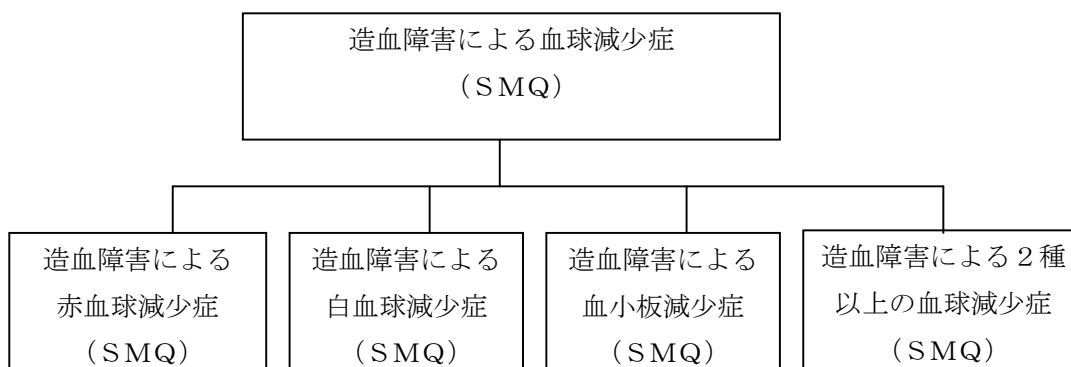 造血障害による血球減少症
（ＳＭＱ）
造血障害による
赤血球減少症
（ＳＭＱ）
造血障害による
白血球減少症
（ＳＭＱ）
造血障害による
血小板減少症
（ＳＭＱ）
造血障害による２種
以上の血球減少症
（ＳＭＱ）